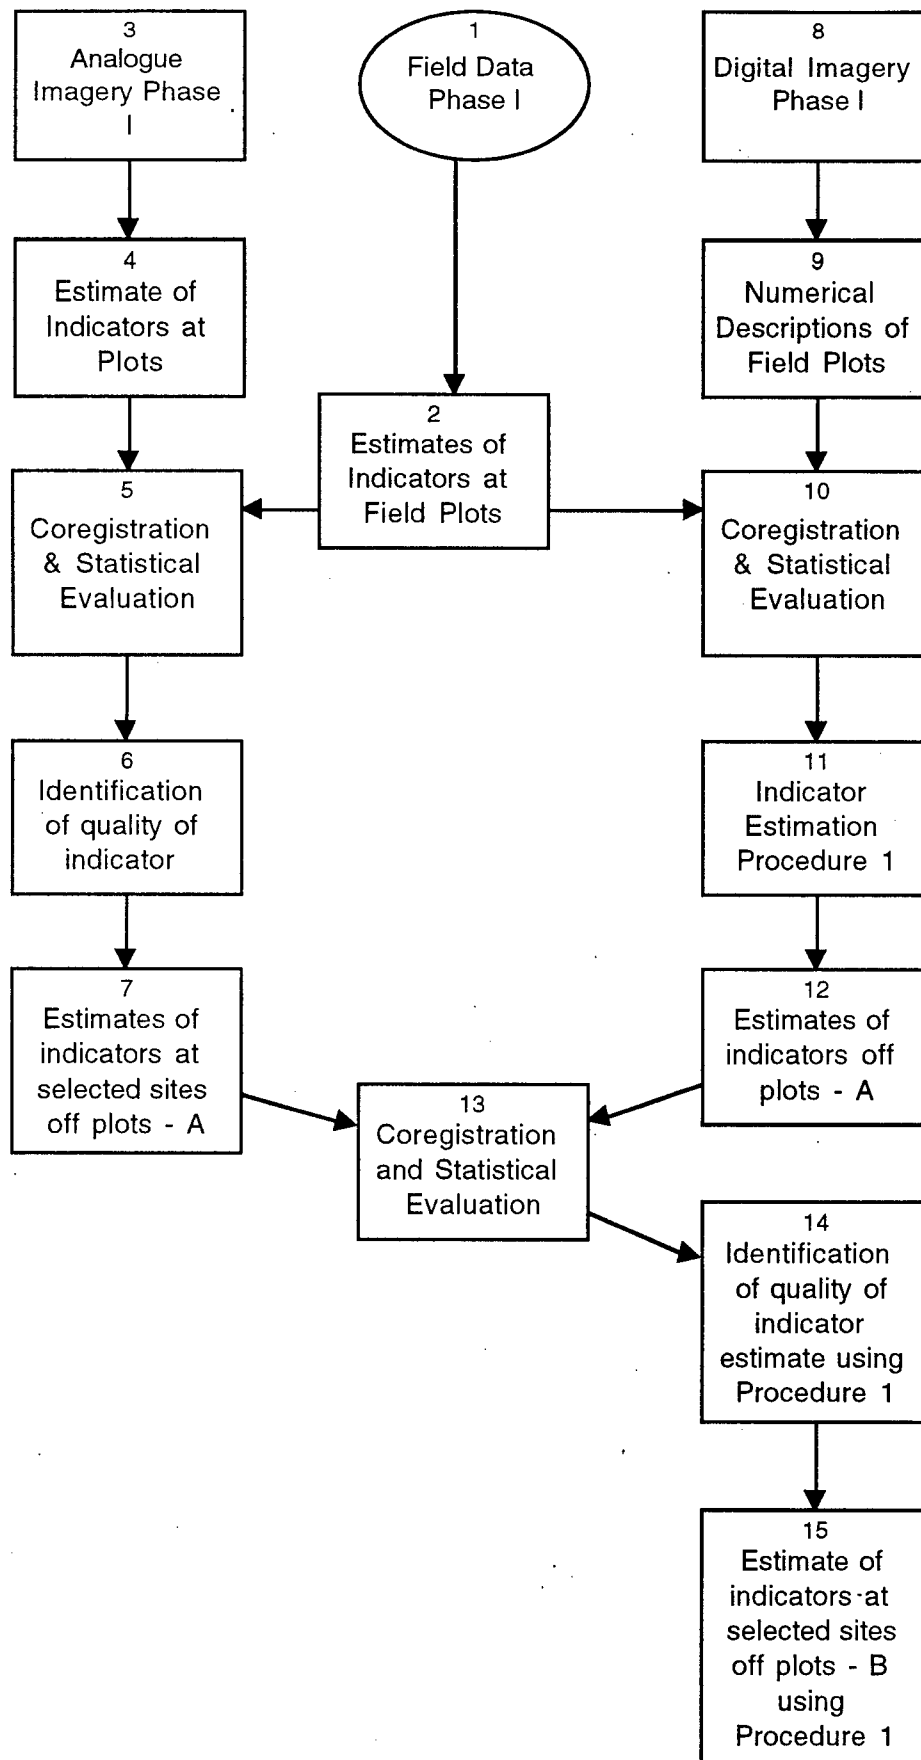 3
Analogue
Imagery Phase
I
1
Field Data
Phase I
8
Digital Imagery
Phase I
4
Estimate of
Indicators at
Plots
9
Numerical
Descriptions of
Field Plots
2
Estimates of
Indicators at
Field Plots
5
Coregistration
& Statistical
Evaluation
10
Coregistration
& Statistical
Evaluation
6
Identification
of quality of
indicator
11
Indicator
Estimation
Procedure 1
7
Estimates of
indicators at
selected sites
off plots - A
12
Estimates of
indicators off
plots - A
13
Coregistration
and Statistical
Evaluation
14
Identification
of quality of
indicator
estimate using
Procedure 1
15
Estimate of
indicators at
selected sites
off plots - B
using
Procedure 1